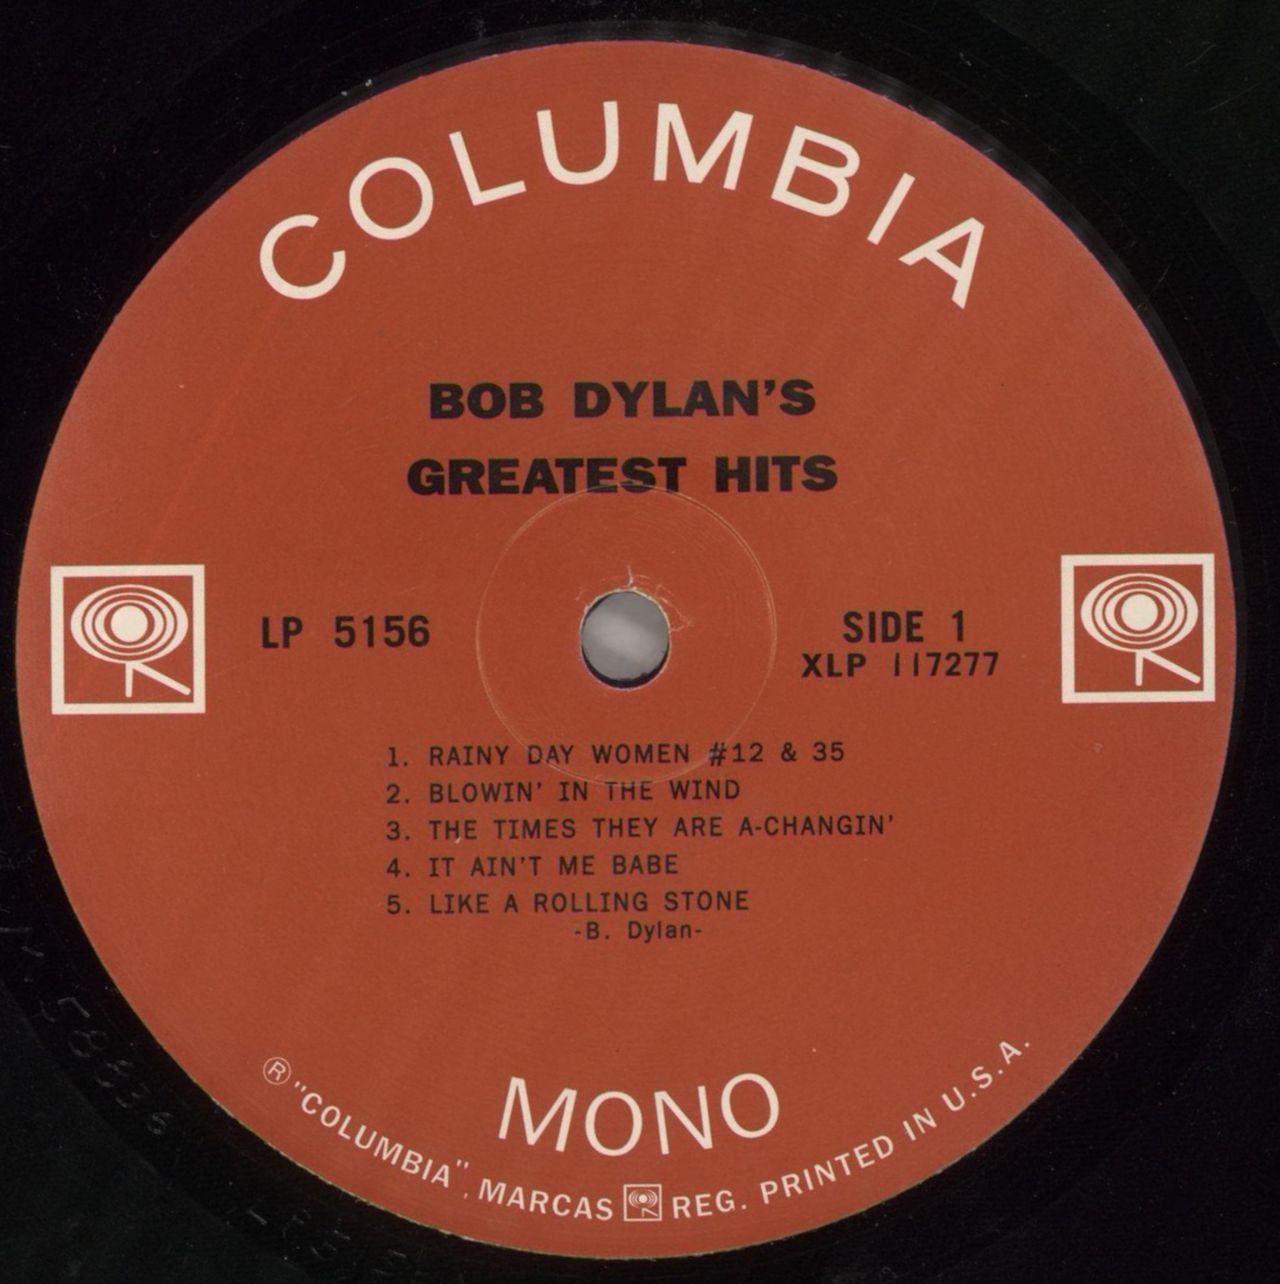 COLUMBIA
BOB DYLAN'S
GREATEST HITS
LP 5156
SIDE 1
XLP 117277
1. RAINY DAY WOMEN #12 & 35
2. BLOWIN' IN THE WIND
3. THE TIMES THEY ARE A-CHANGIN'
4. IT AIN'T ME BABE
5. LIKE A ROLLING STONE
-B. Dylan-
MONO
® "COLUMBIA", MARCAS REG. PRINTED IN U.S.A.